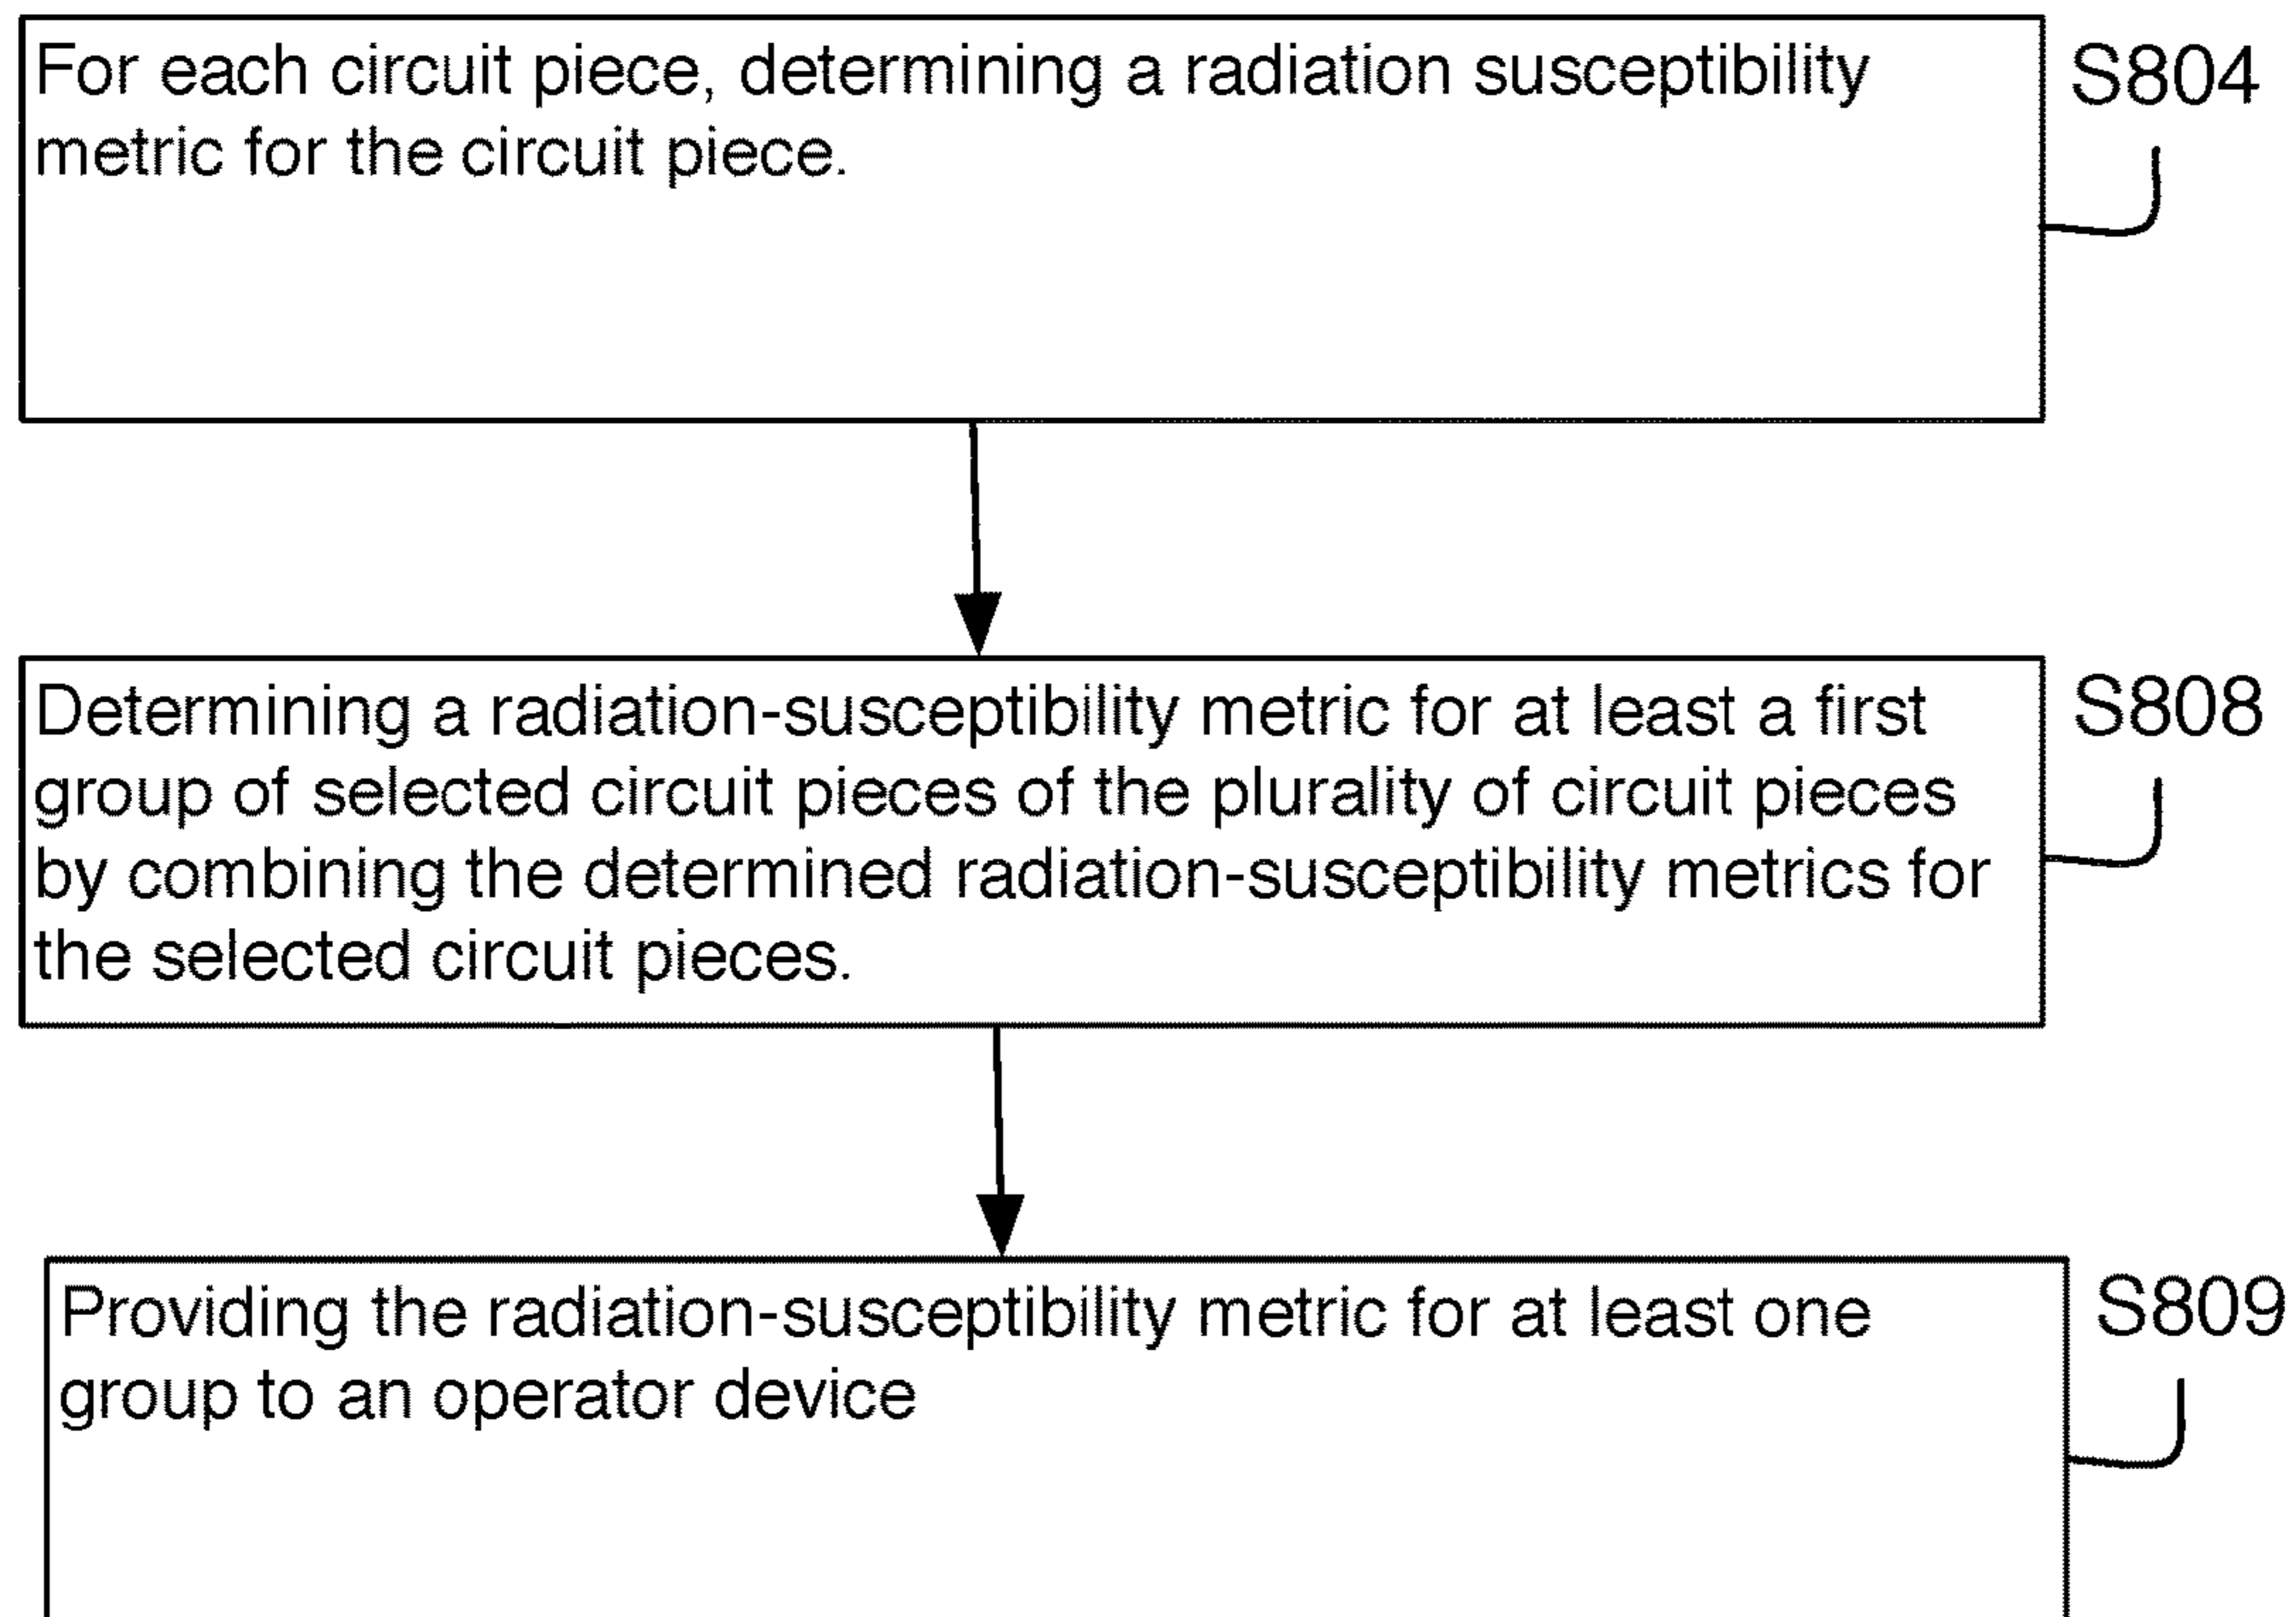 For each circuit piece, determining a radiation susceptibility
metric for the circuit piece.
S804
Determining a radiation-susceptibility metric for at least a first
group of selected circuit pieces of the plurality of circuit pieces
by combining the determined radiation-susceptibility metrics for
the selected circuit pieces.
S808
Providing the radiation-susceptibility metric for at least one
group to an operator device
S809